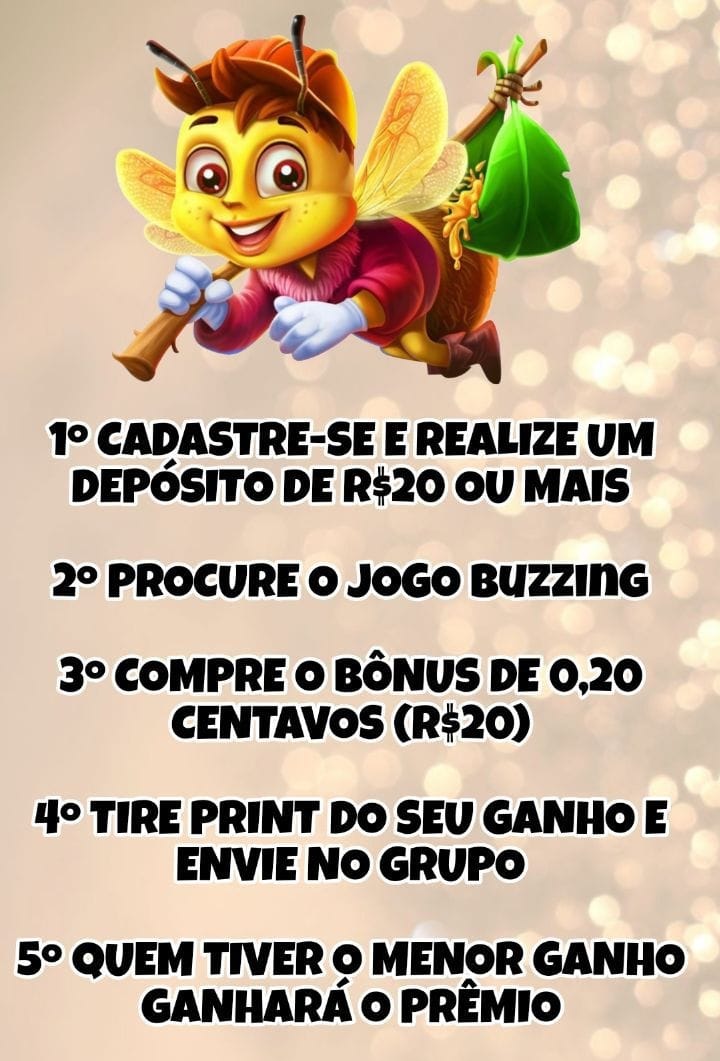 1º CADASTRE-SE E REALIZE UM
DEPÓSITO DE R$20 OU MAIS
2º PROCURE O JOGO BUZZING
3º COMPRE O BÔNUS DE 0,20
CENTAVOS (R$20)
4º TIRE PRINT DO SEU GANHO E
ENVIE NO GRUPO
5º QUEM TIVER O MENOR GANHO
GANHARÁ O PRÊMIO